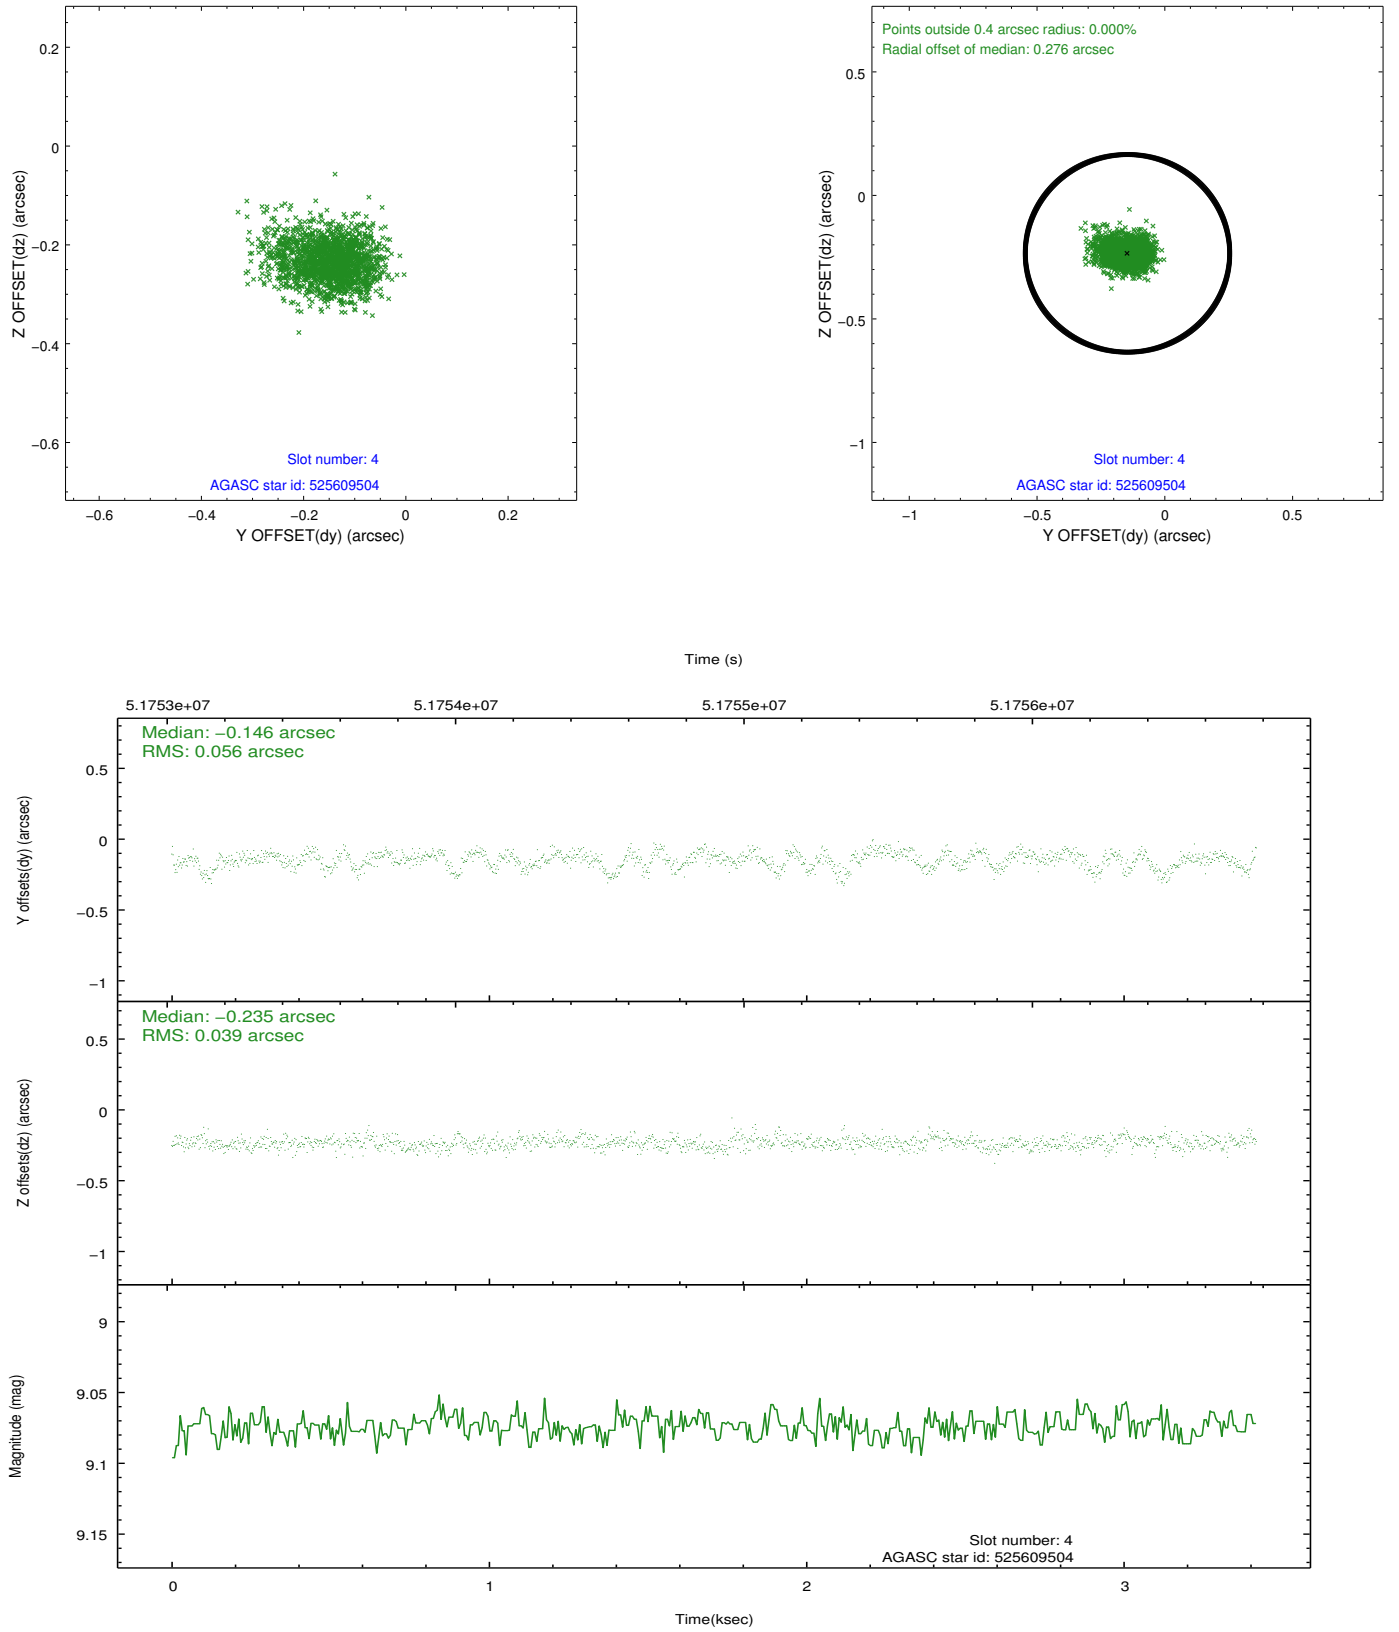 0.2
0
−0.2
−0.4
−0.6
Z OFFSET(dz) (arcsec)
Slot number: 4
AGASC star id: 525609504
−0.6
−0.4
−0.2
0
0.2
Y OFFSET(dy) (arcsec)
Points outside 0.4 arcsec radius: 0.000%
Radial offset of median: 0.276 arcsec
0.5
0
−0.5
−1
Z OFFSET(dz) (arcsec)
Slot number: 4
AGASC star id: 525609504
−1
−0.5
0
0.5
Y OFFSET(dy) (arcsec)
Time (s)
5.1753e+07
5.1754e+07
5.1755e+07
5.1756e+07
Median: −0.146 arcsec
RMS: 0.056 arcsec
0.5
0
−0.5
−1
Y offsets(dy) (arcsec)
Median: −0.235 arcsec
RMS: 0.039 arcsec
0.5
0
−0.5
−1
Z offsets(dz) (arcsec)
9
9.05
9.1
9.15
Magnitude (mag)
Slot number: 4
AGASC star id: 525609504
0
1
2
3
Time(ksec)